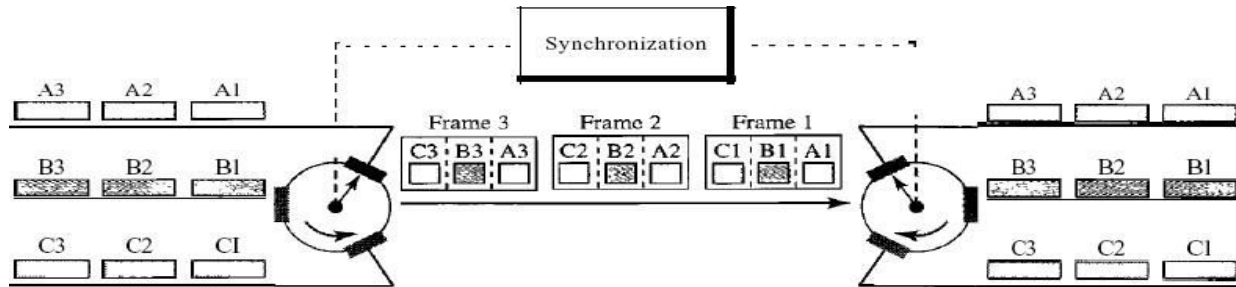 Synchronization
A3 A2 A1
A3 A2 A1
Frame 3 Frame 2 Frame 1
C3 B3 A3 C2 B2 A2 C1 B1 A1
B3 B2 B1
B3 B2 B1
C3 C2 CI
C3 C2 C1